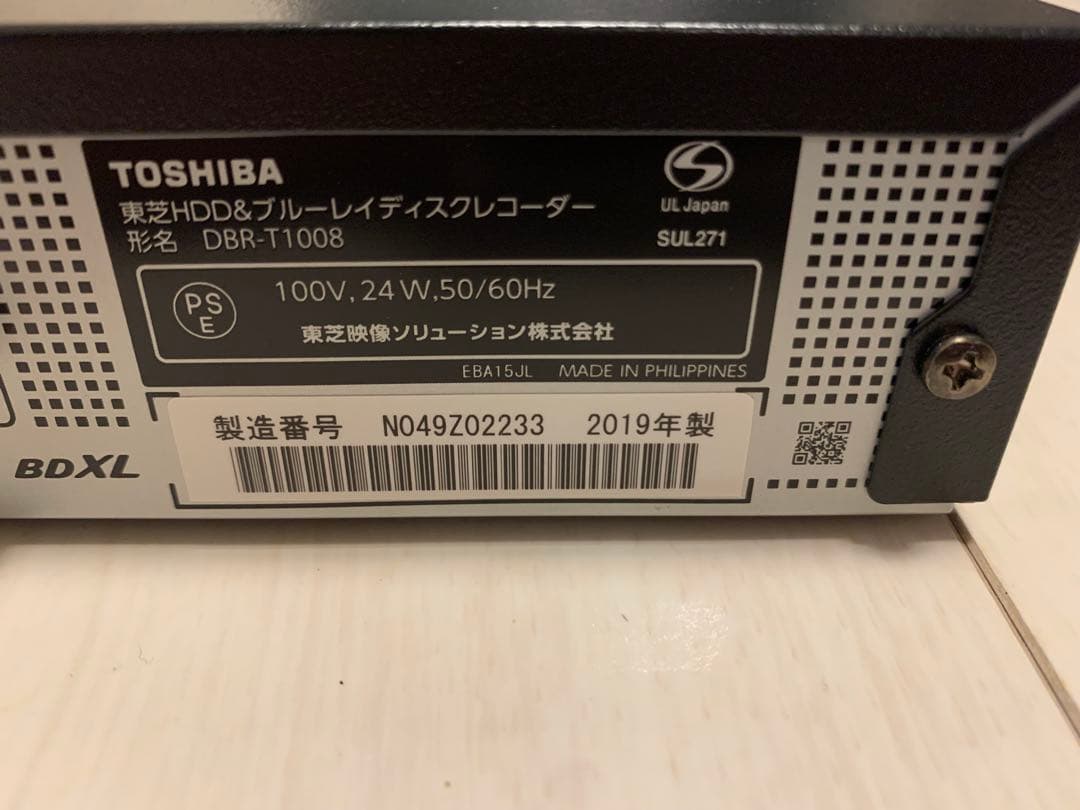 TOSHIBA
東芝HDD&ブルーレイディスクレコーダー
形名 DBR-T1008
UL Japan
SUL271
PS
E
100V, 24W, 50/60Hz
東芝映像ソリューション株式会社
EBA15JL MADE IN PHILIPPINES
製造番号 N049Z02233 2019年製
BDXL